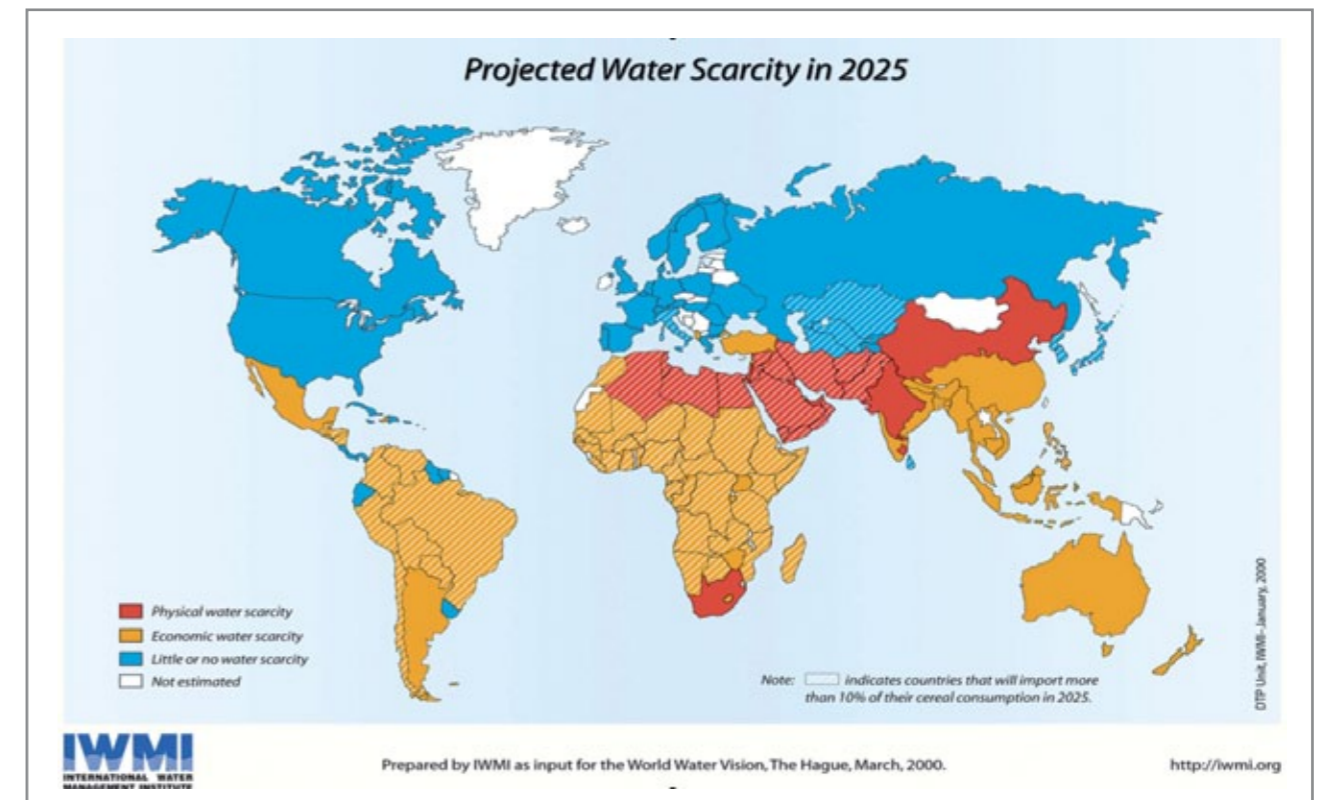 Projected Water Scarcity in 2025
Physical water scarcity
Economic water scarcity
Little or no water scarcity
Not estimated
Note: indicates countries that will import more
than 10% of their cereal consumption in 2025.
DTP Unit, IWMI-January, 2000
IWMI
INTERNATIONAL WATER
MANAGEMENT INSTITUTE
Prepared by IWMI as input for the World Water Vision, The Hague, March, 2000.
http://iwmi.org